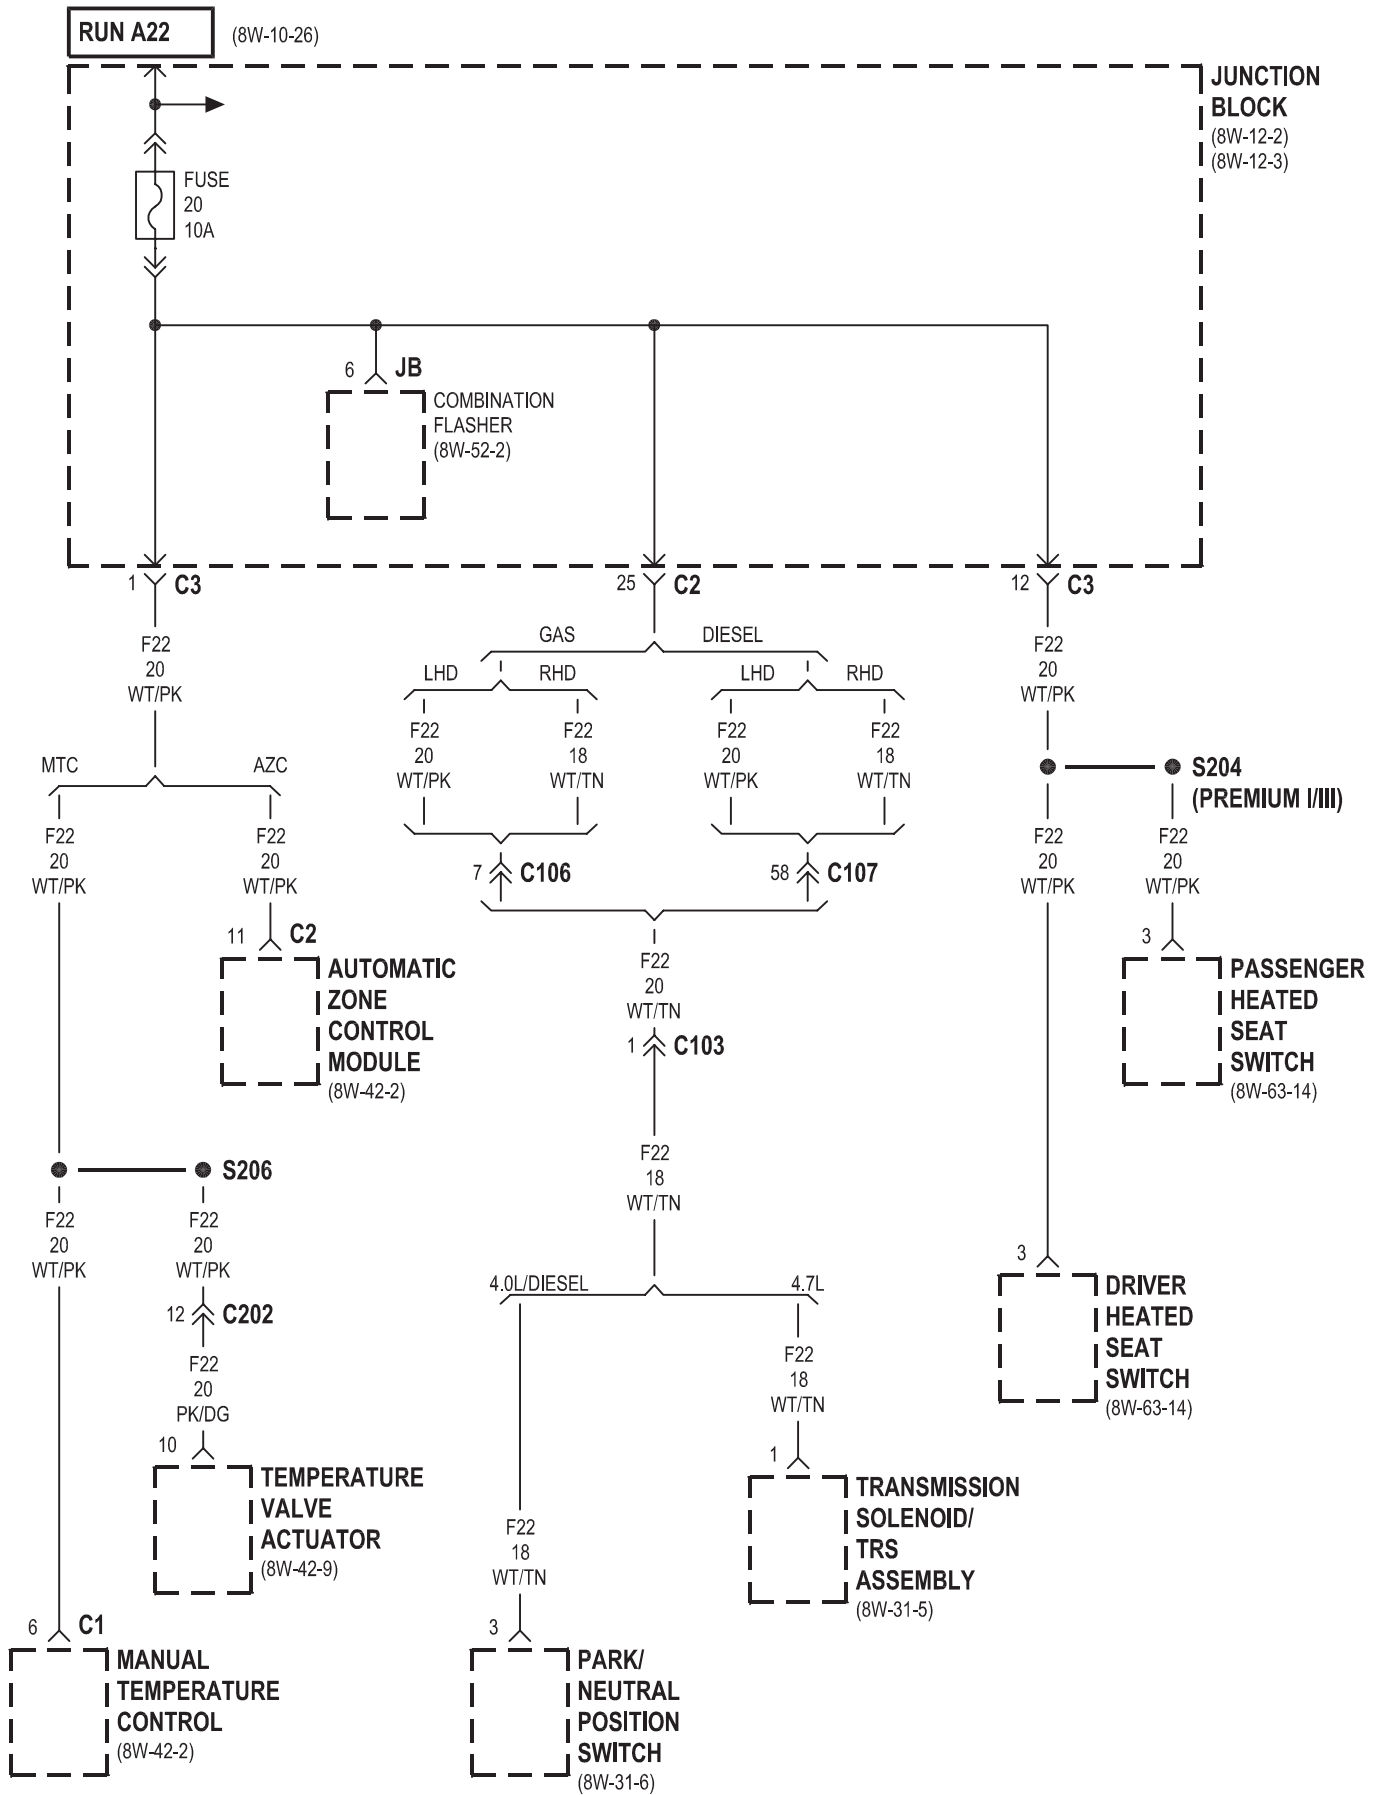 RUN A22
(8W-10-26)
JUNCTION
BLOCK
(8W-12-2)
(8W-12-3)
FUSE
20
10A
6 JB
COMBINATION
FLASHER
(8W-52-2)
1 C3
25 C2
12 C3
F22
20
WT/PK
GAS DIESEL
LHD RHD LHD RHD
F22
20
WT/PK
F22
18
WT/TN
F22
20
WT/PK
F22
18
WT/TN
F22
20
WT/PK
MTC AZC
S204
(PREMIUM I/III)
F22
20
WT/PK
F22
20
WT/PK
F22
20
WT/PK
F22
20
WT/PK
7 C106
58 C107
11 C2
AUTOMATIC
ZONE
CONTROL
MODULE
(8W-42-2)
F22
20
WT/TN
1 C103
3
PASSENGER
HEATED
SEAT
SWITCH
(8W-63-14)
S206
F22
18
WT/TN
F22
20
WT/PK
F22
20
WT/PK
12 C202
F22
20
PK/DG
10
TEMPERATURE
VALVE
ACTUATOR
(8W-42-9)
4.0L/DIESEL 4.7L
F22
18
WT/TN
1
TRANSMISSION
SOLENOID/
TRS
ASSEMBLY
(8W-31-5)
3
DRIVER
HEATED
SEAT
SWITCH
(8W-63-14)
F22
18
WT/TN
6 C1
MANUAL
TEMPERATURE
CONTROL
(8W-42-2)
3
PARK/
NEUTRAL
POSITION
SWITCH
(8W-31-6)